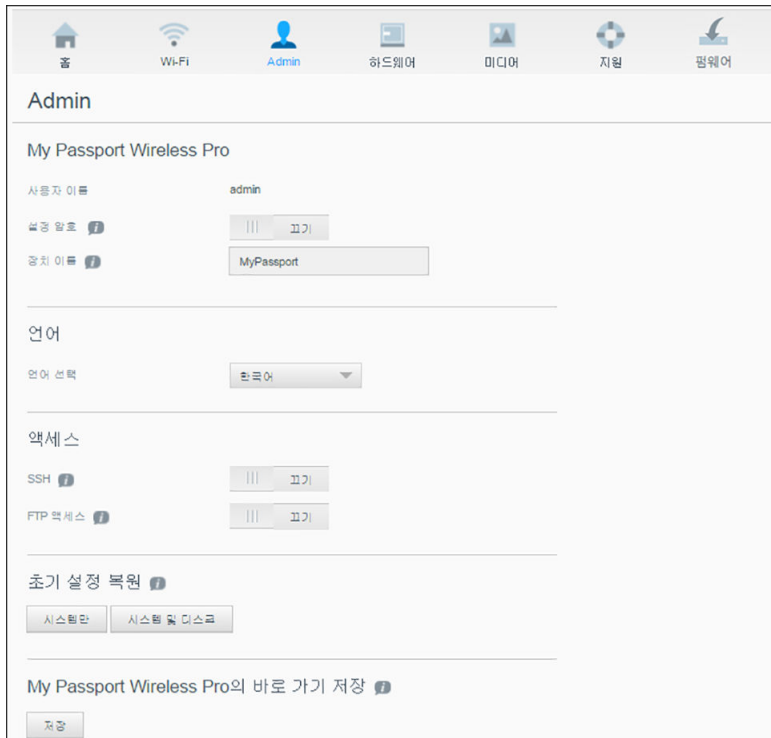 홈 Wi-Fi Admin 하드웨어 미디어 지원 펌웨어
Admin
My Passport Wireless Pro
사용자 이름 admin
설정 암호 끄기
장치 이름 MyPassport
언어
언어 선택 한국어
액세스
SSH 끄기
FTP 액세스 끄기
초기 설정 복원
시스템만 시스템 및 디스크
My Passport Wireless Pro의 바로 가기 저장
저장